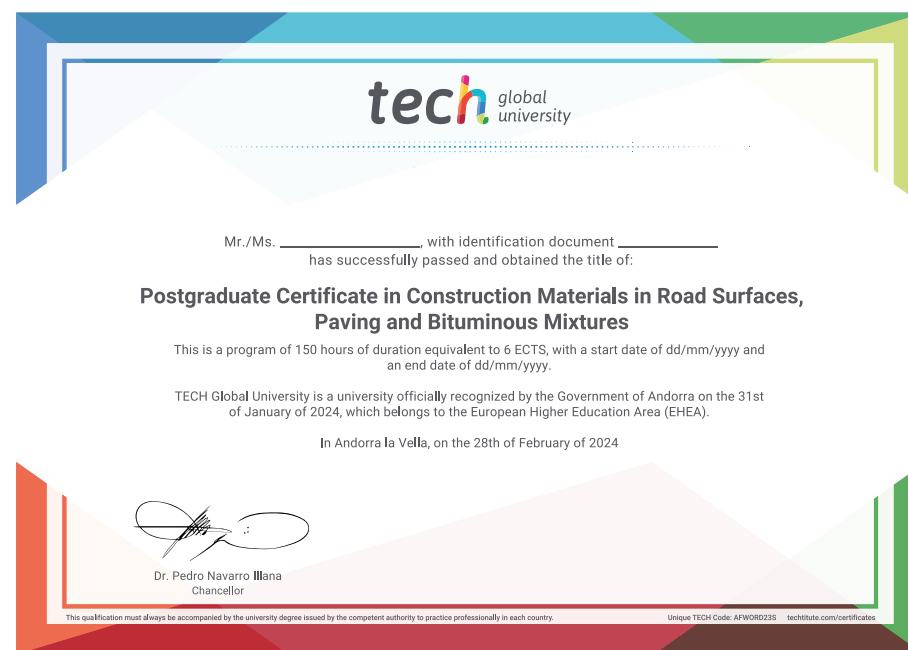 tech global
university
Mr./Ms. ____________________, with identification document ______________
has successfully passed and obtained the title of:
Postgraduate Certificate in Construction Materials in Road Surfaces,
Paving and Bituminous Mixtures
This is a program of 150 hours of duration equivalent to 6 ECTS, with a start date of dd/mm/yyyy and
an end date of dd/mm/yyyy.
TECH Global University is a university officially recognized by the Government of Andorra on the 31st
of January of 2024, which belongs to the European Higher Education Area (EHEA).
In Andorra la Vella, on the 28th of February of 2024
Dr. Pedro Navarro Illana
Chancellor
This qualification must always be accompanied by the university degree issued by the competent authority to practice professionally in each country.
Unique TECH Code: AFWORD23S techtitute.com/certificates